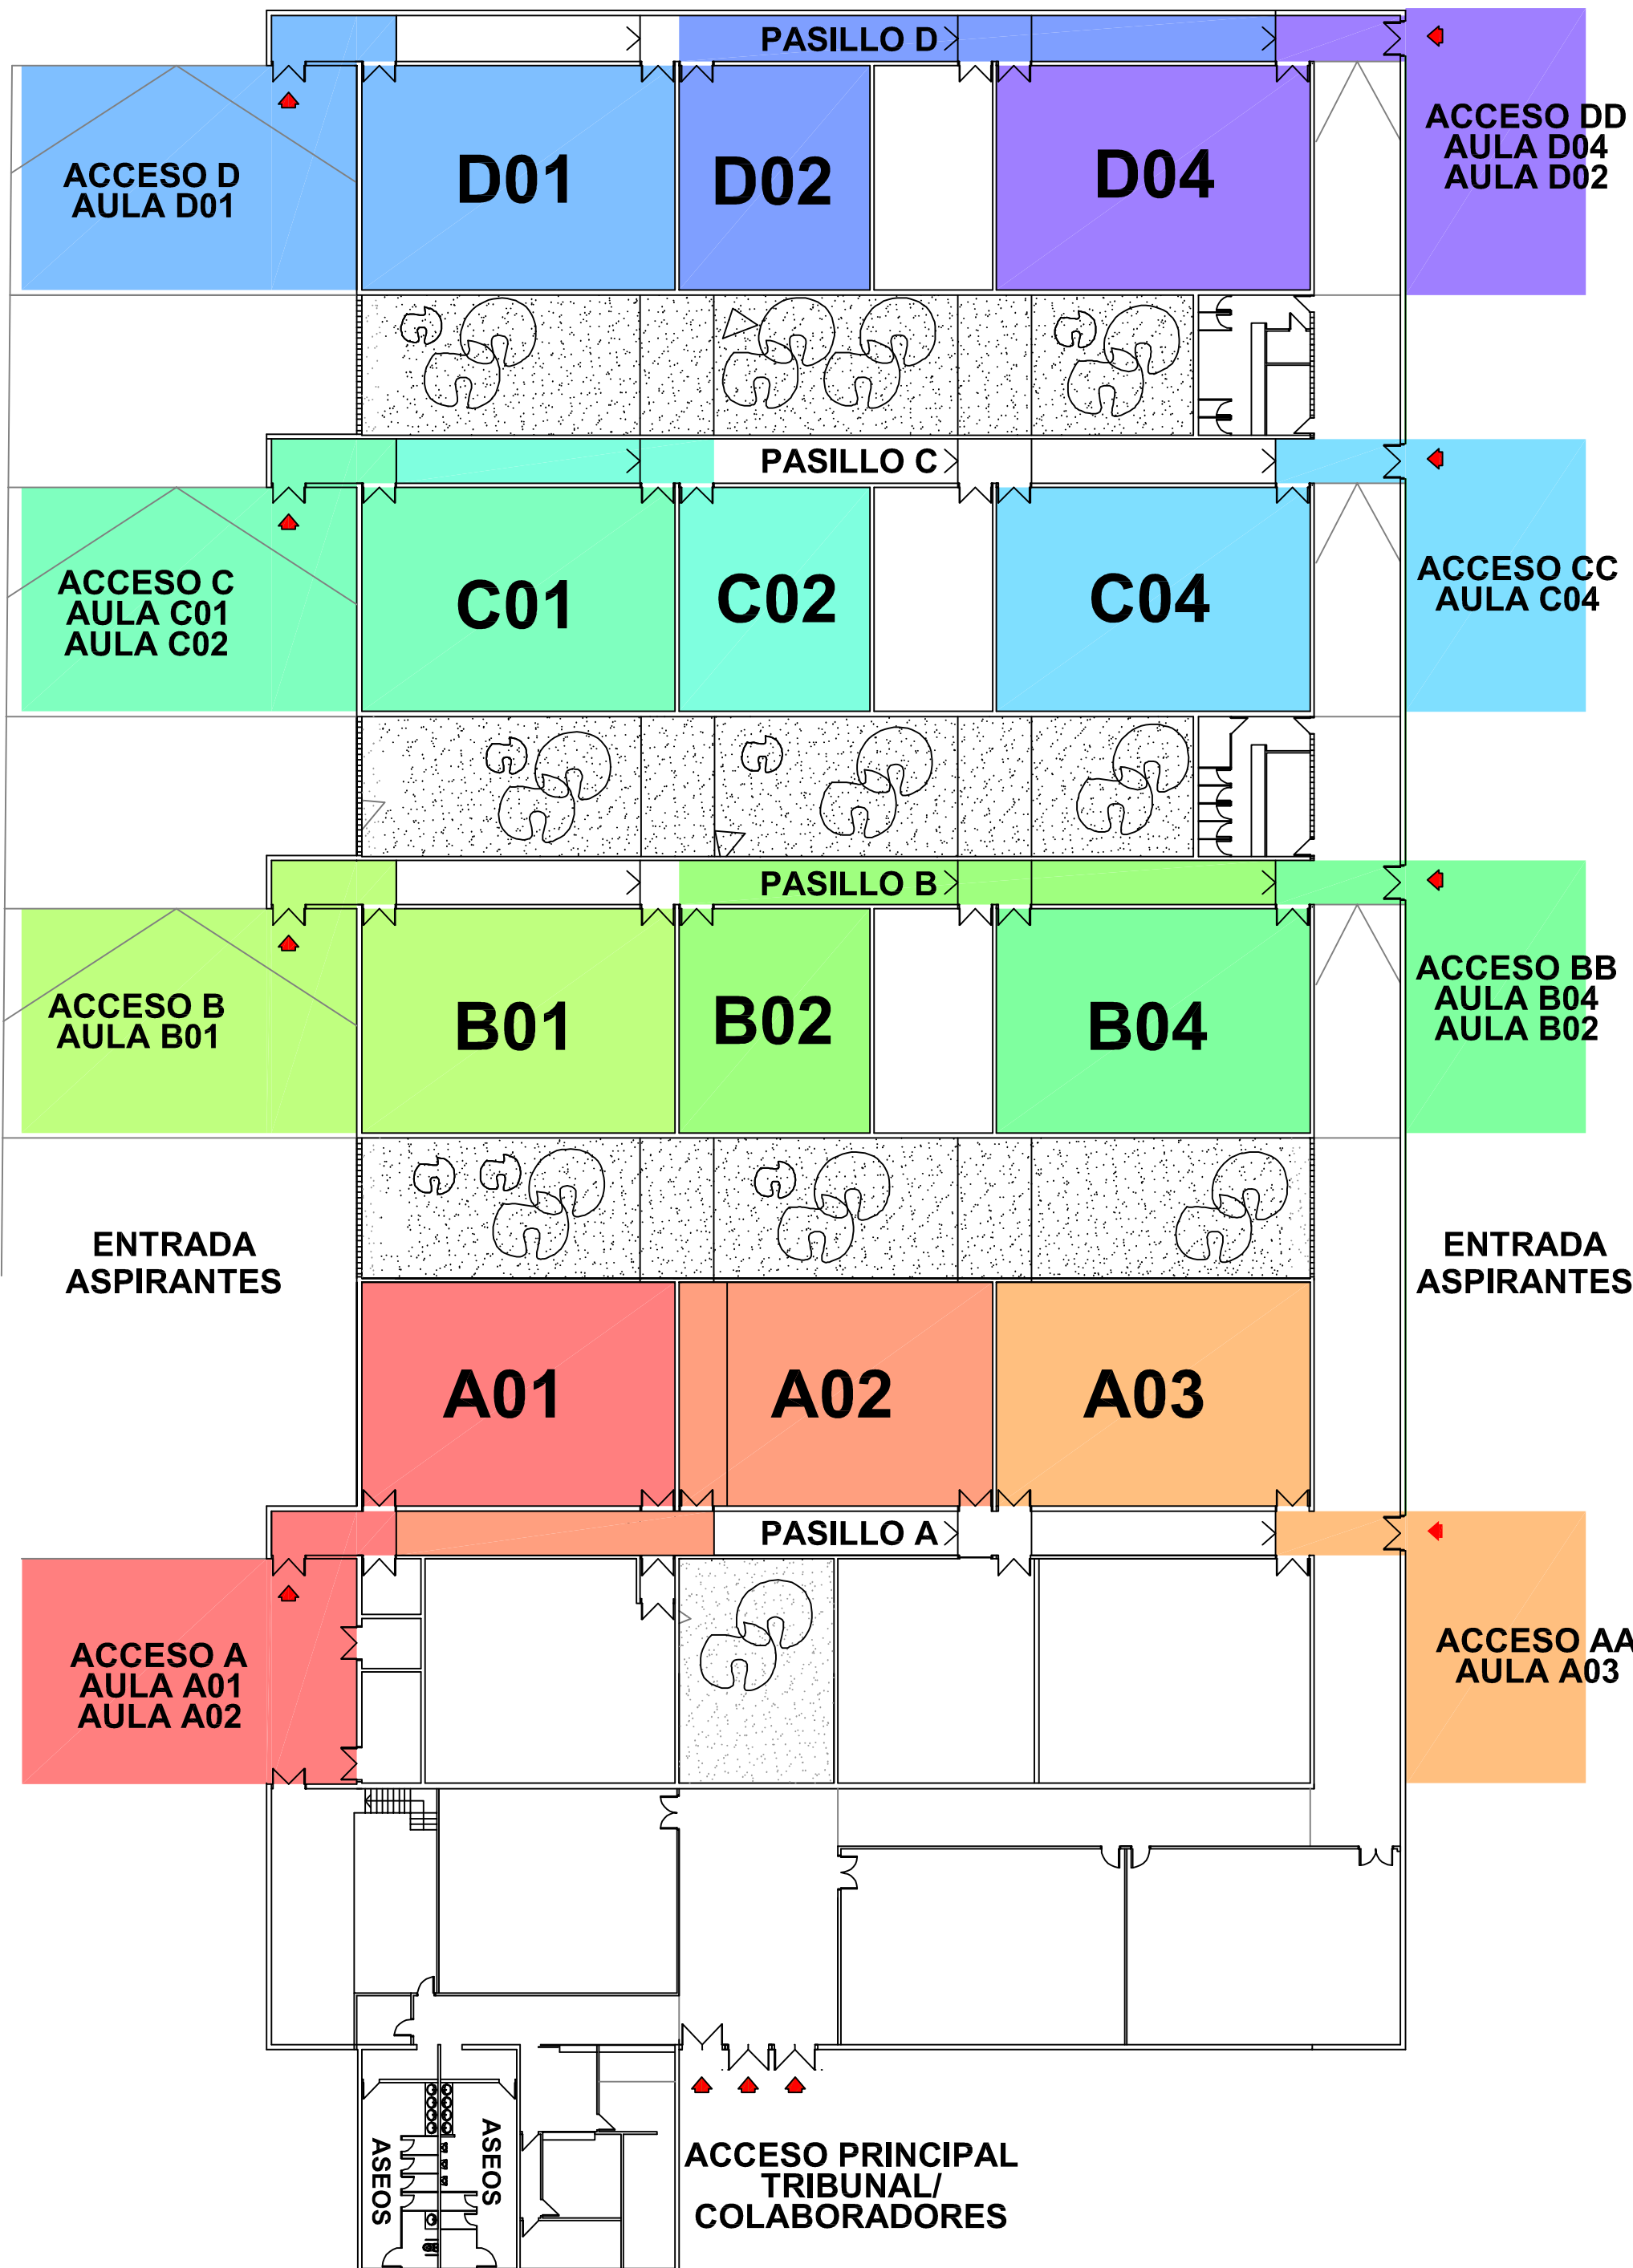 PASILLO D
ACCESO D
AULA D01
D01
D02
D04
ACCESO DD
AULA D04
AULA D02
PASILLO C
ACCESO C
AULA C01
AULA C02
C01
C02
C04
ACCESO CC
AULA C04
PASILLO B
ACCESO B
AULA B01
B01
B02
B04
ACCESO BB
AULA B04
AULA B02
ENTRADA
ASPIRANTES
ENTRADA
ASPIRANTES
A01
A02
A03
PASILLO A
ACCESO A
AULA A01
AULA A02
ACCESO AA
AULA A03
ASEOS
ASEOS
ACCESO PRINCIPAL
TRIBUNAL/
COLABORADORES